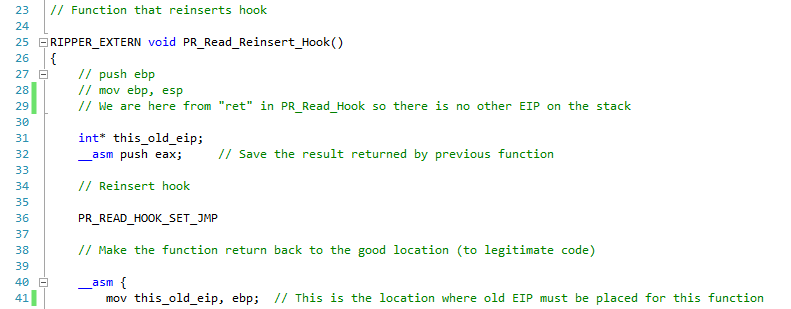 23 // Function that reinserts hook
24
25 RIPPER_EXTERN void PR_Read_Reinsert_Hook()
26 {
27 // push ebp
28 // mov ebp, esp
29 // We are here from "ret" in PR_Read_Hook so there is no other EIP on the stack
30
31 int* this_old_eip;
32 __asm push eax; // Save the result returned by previous function
33
34 // Reinsert hook
35
36 PR_READ_HOOK_SET_JMP
37
38 // Make the function return back to the good location (to legitimate code)
39
40 __asm {
41 mov this_old_eip, ebp; // This is the location where old EIP must be placed for this function